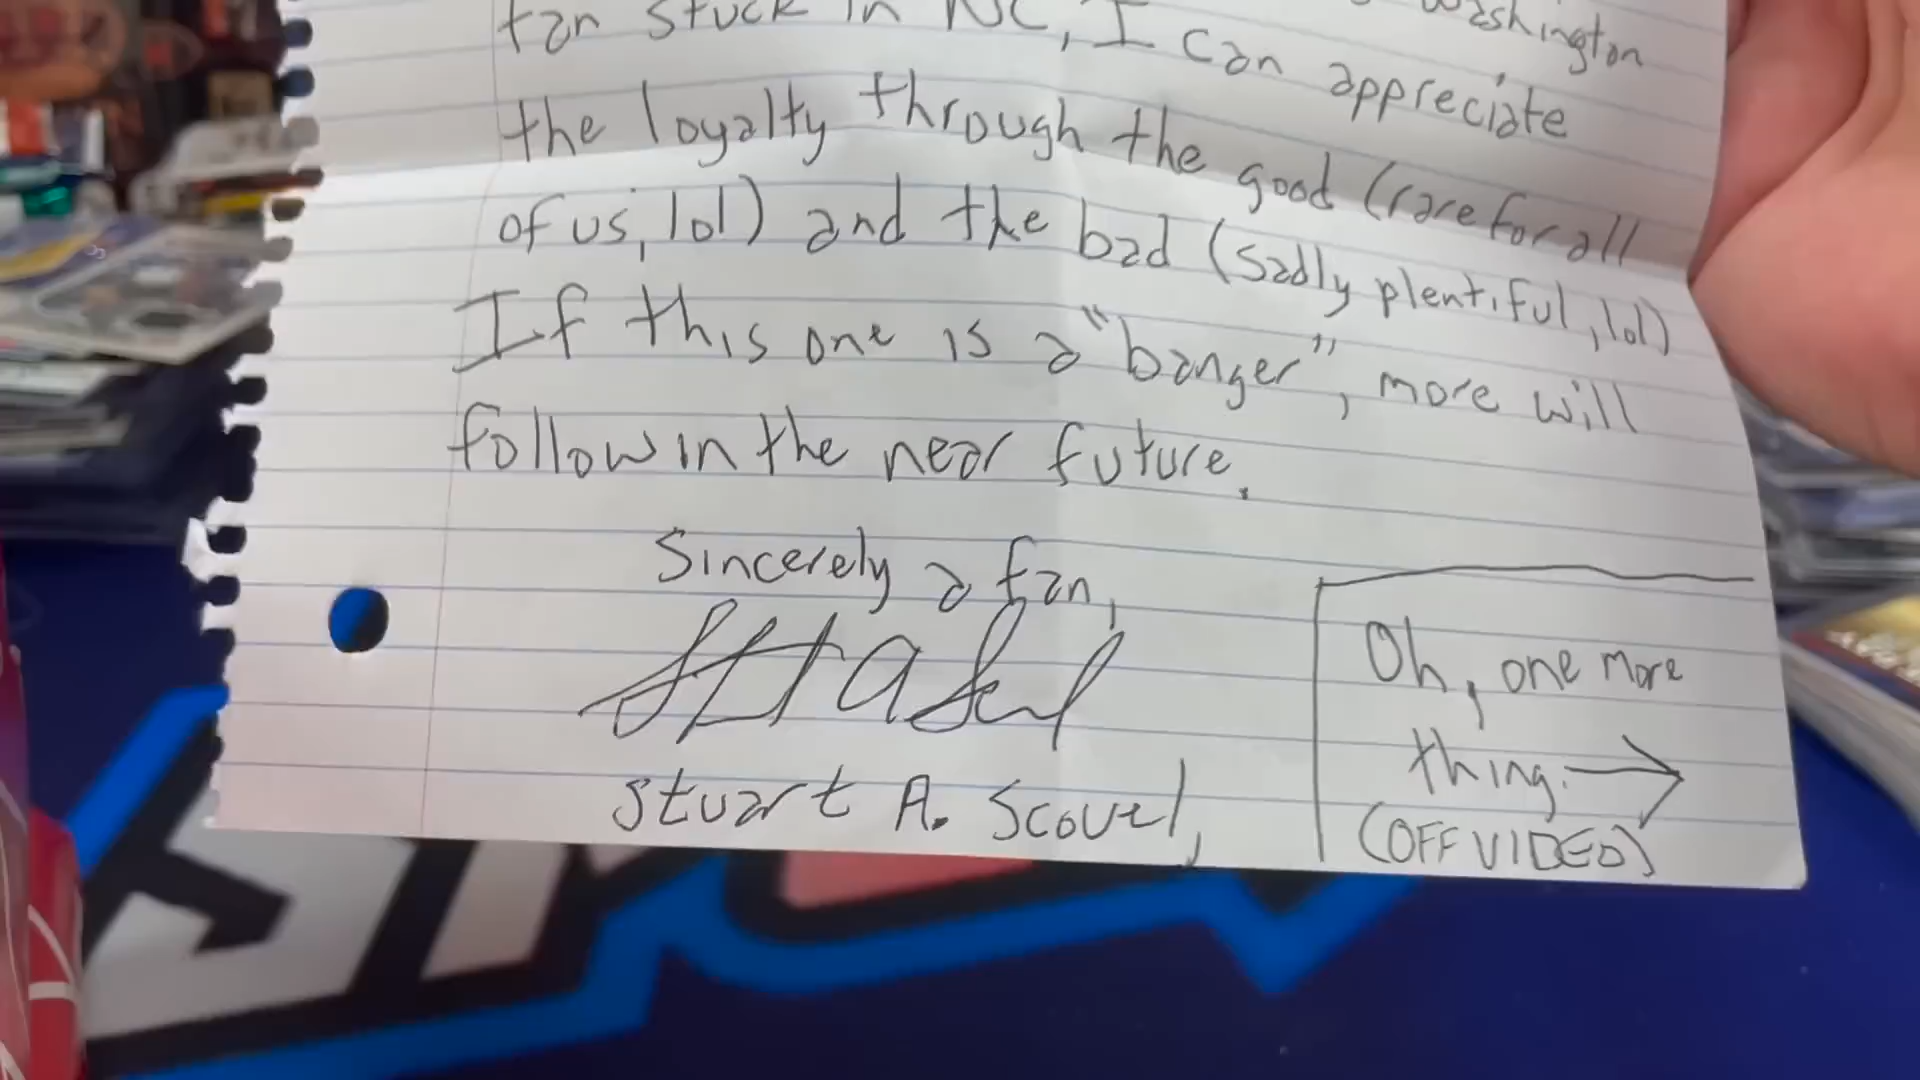 Washington
fan stuck in NC, I can appreciate
the loyalty through the good (rare for all
of us, lol) and the bad (sadly plentiful, lol)
If this one is a "banger", more will
follow in the near future.
Sincerely a fan,
Stuart A. Scovel,
Oh, one more
thing.
(OFF VIDEO)